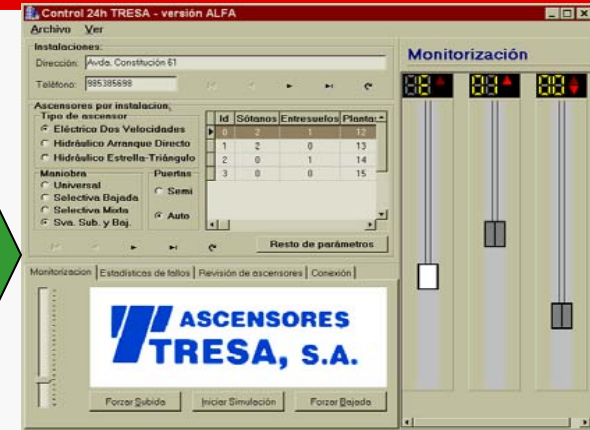 Control 24h TRESA - versión ALFA
Archivo Ver
Instalaciones:
Dirección: Avda. Constitución 61
Teléfono: 985385698
Ascensores por instalacion:
Tipo de ascensor
Eléctrico Dos Velocidades
Hidráulico Arranque Directo
Hidráulico Estrella-Triángulo
Maniobra
Universal
Selectiva Bajada
Selectiva Mixta
Sva. Sub. y Baj.
Puertas
Semi
Auto
Id Sótanos Entresuelos Planta
0 2 1 12
1 2 0 13
2 0 1 14
3 0 0 15
Resto de parámetros
Monitorizacion Estadísticas de fallos Revisión de ascensores Conexión
ASCENSORES
TRESA, S.A.
Forzar Subida Iniciar Simulación Forzar Bajada
Monitorización